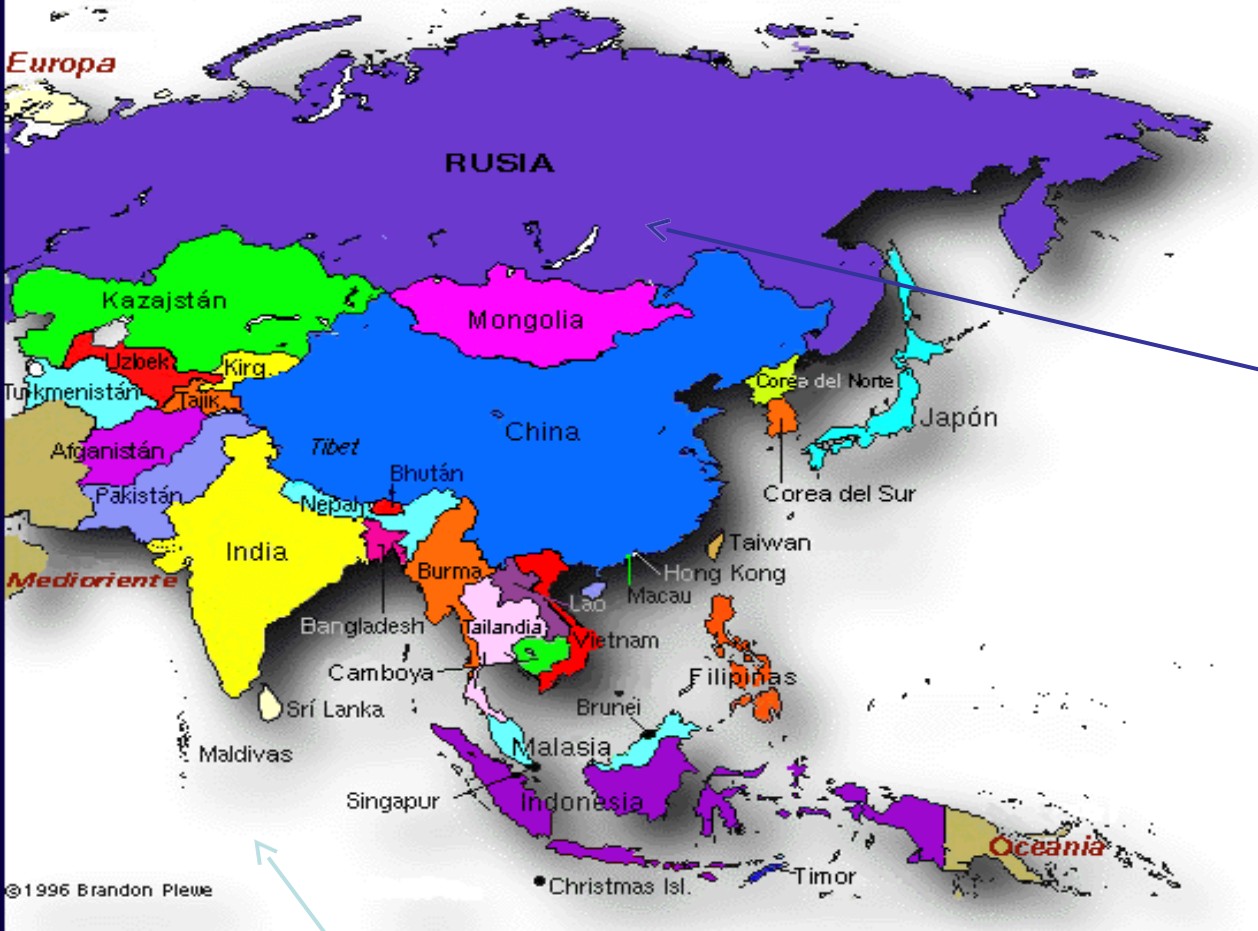 Europa
RUSIA
Kazajstán
Mongolia
Uzbek.
Kirg.
Turkmenistán
Tajik.
Corea del Norte
Japón
China
Tibet
Afganistán
Bhután
Pakistán
Nepal
Corea del Sur
India
Taiwan
Medioriente
Burma
Hong Kong
Macau
Lao
Bangladesh
Tailandia
Vietnam
Camboya
Filipinas
Srí Lanka
Brunei
Maldivas
Malasia
Singapur
Indonesia
Oceania
Timor
Christmas Isl.
©1996 Brandon Plewe